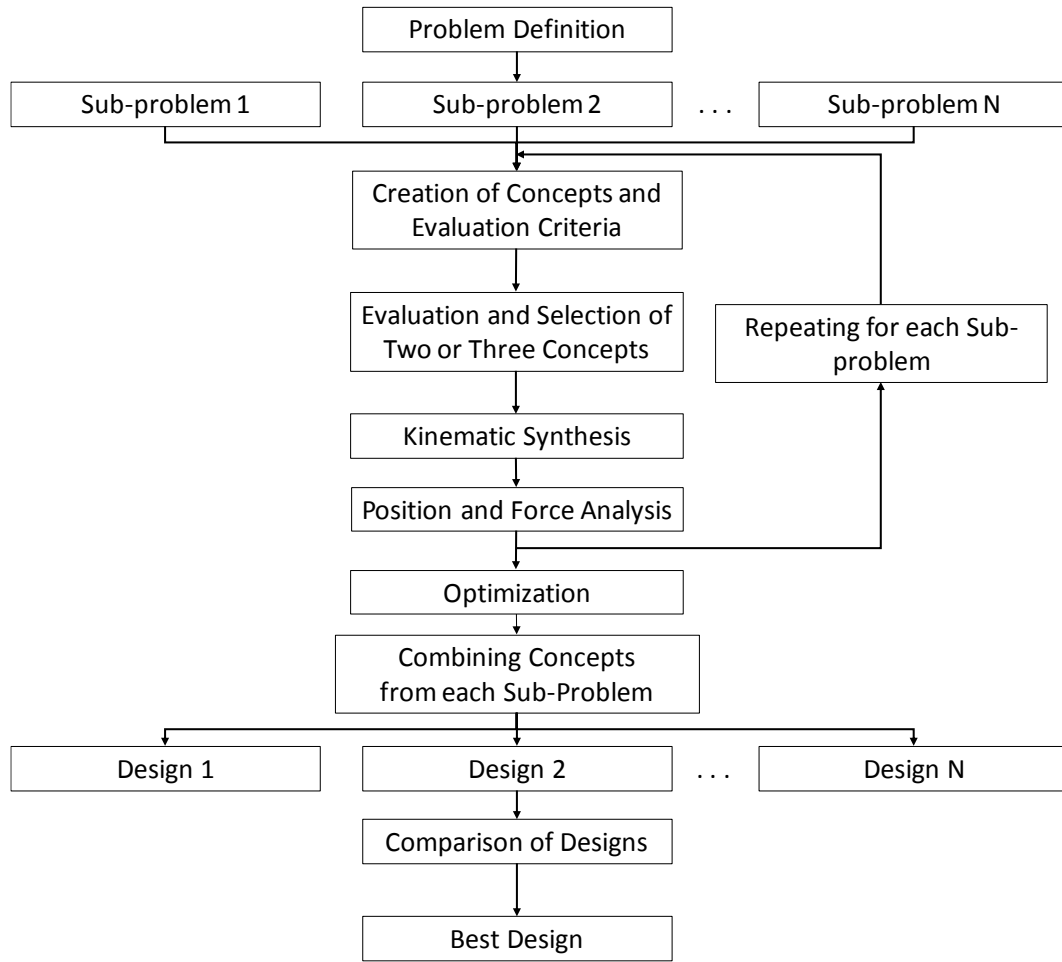 Problem Definition
Sub-problem 1
Sub-problem 2
. . .
Sub-problem N
Creation of Concepts and
Evaluation Criteria
Evaluation and Selection of
Two or Three Concepts
Repeating for each Sub-
problem
Kinematic Synthesis
Position and Force Analysis
Optimization
Combining Concepts
from each Sub-Problem
Design 1
Design 2
. . .
Design N
Comparison of Designs
Best Design